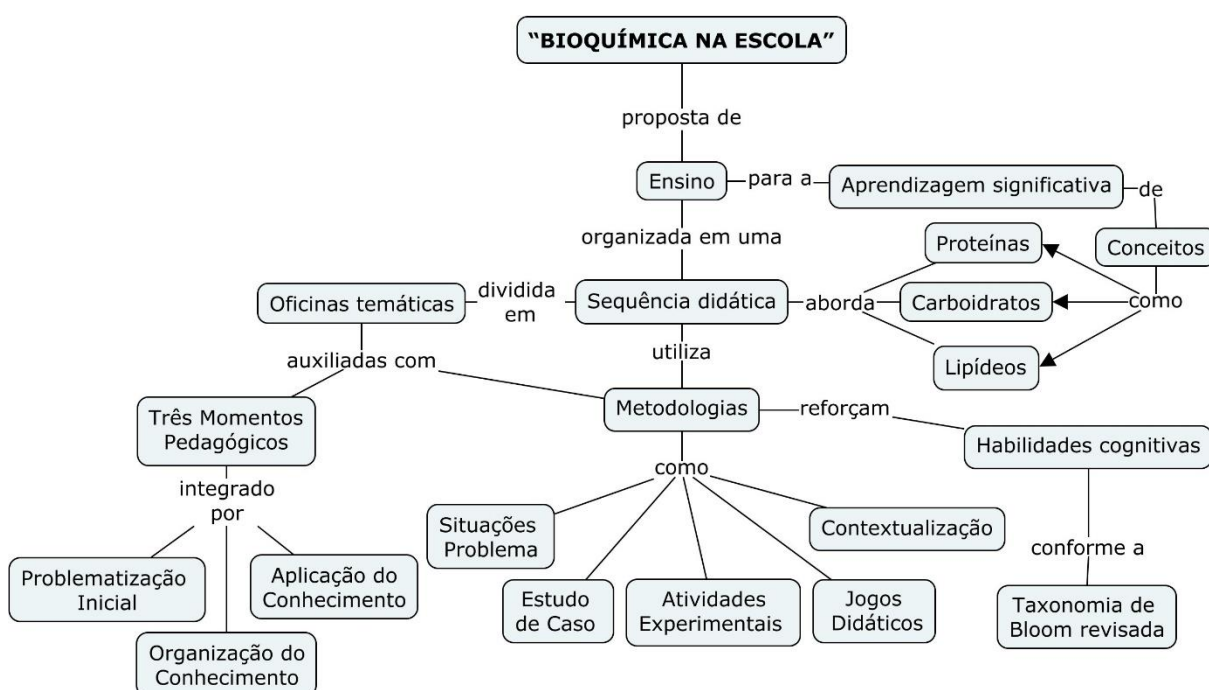 “BIOQUÍMICA NA ESCOLA”
proposta de
Ensino
para a
Aprendizagem significativa
de
organizada em uma
Proteínas
Conceitos
Oficinas temáticas
dividida
em
Sequência didática
aborda
Carboidratos
como
auxiliadas com
utiliza
Lipídeos
Três Momentos
Pedagógicos
Metodologias
reforçam
Habilidades cognitivas
integrado
por
como
Situações
Problema
Contextualização
conforme a
Problematização
Inicial
Aplicação do
Conhecimento
Estudo
de Caso
Atividades
Experimentais
Jogos
Didáticos
Taxonomia de
Bloom revisada
Organização do
Conhecimento